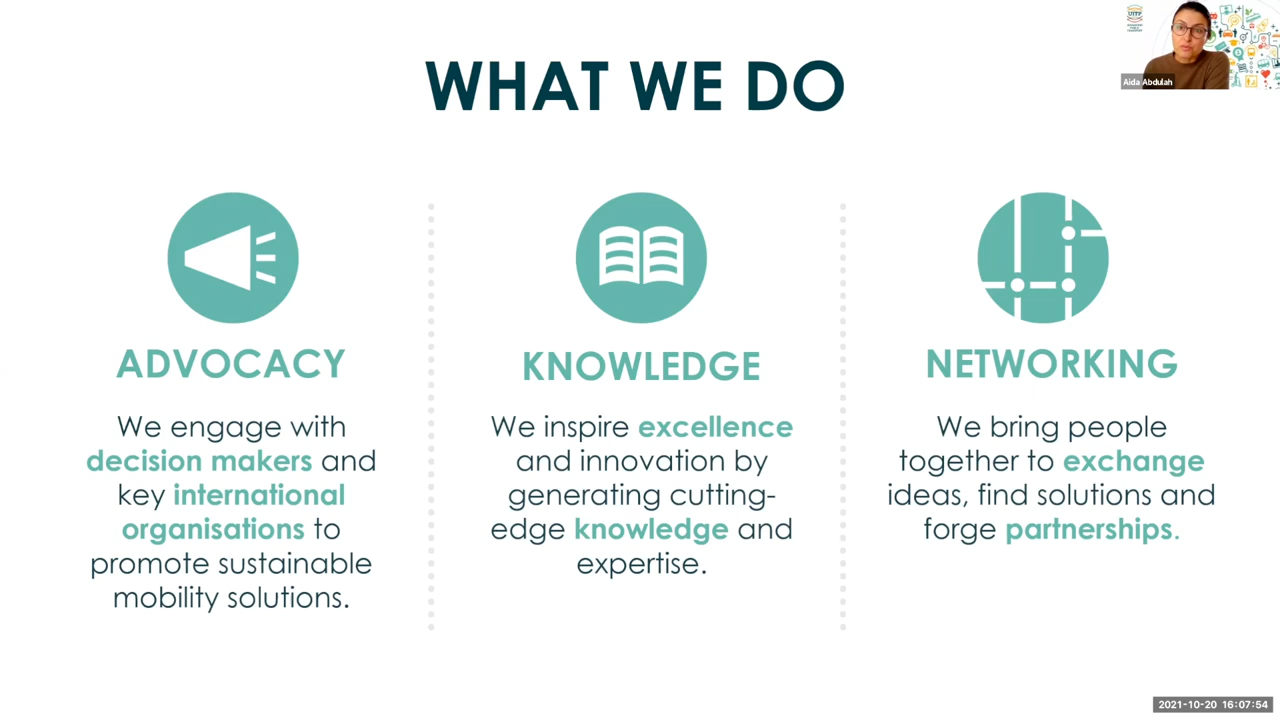 WHAT WE DO
UITP
Aida Abdulah
ADVOCACY
We engage with
decision makers and
key international
organisations to
promote sustainable
mobility solutions.
KNOWLEDGE
We inspire excellence
and innovation by
generating cutting-
edge knowledge and
expertise.
NETWORKING
We bring people
together to exchange
ideas, find solutions and
forge partnerships.
2021-10-20 16:07:54